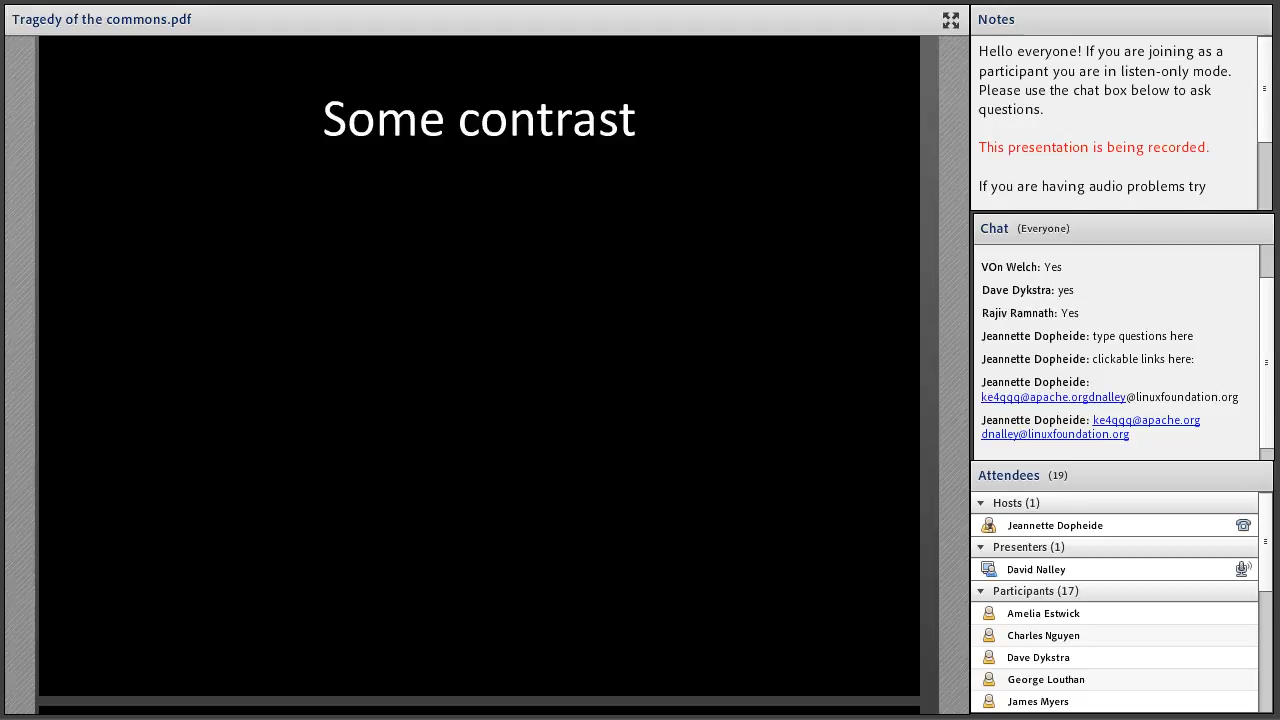 Tragedy of the commons.pdf
Some contrast
Notes
Hello everyone! If you are joining as a
participant you are in listen-only mode.
Please use the chat box below to ask
questions.
This presentation is being recorded.
If you are having audio problems try
Chat (Everyone)
VOn Welch: Yes
Dave Dykstra: yes
Rajiv Ramnath: Yes
Jeannette Dopheide: type questions here
Jeannette Dopheide: clickable links here:
Jeannette Dopheide:
ke4qqq@apache.orgdnalley@linuxfoundation.org
Jeannette Dopheide: ke4qqq@apache.org
dnalley@linuxfoundation.org
Attendees (19)
Hosts (1)
Jeannette Dopheide
Presenters (1)
David Nalley
Participants (17)
Amelia Estwick
Charles Nguyen
Dave Dykstra
George Louthan
James Myers